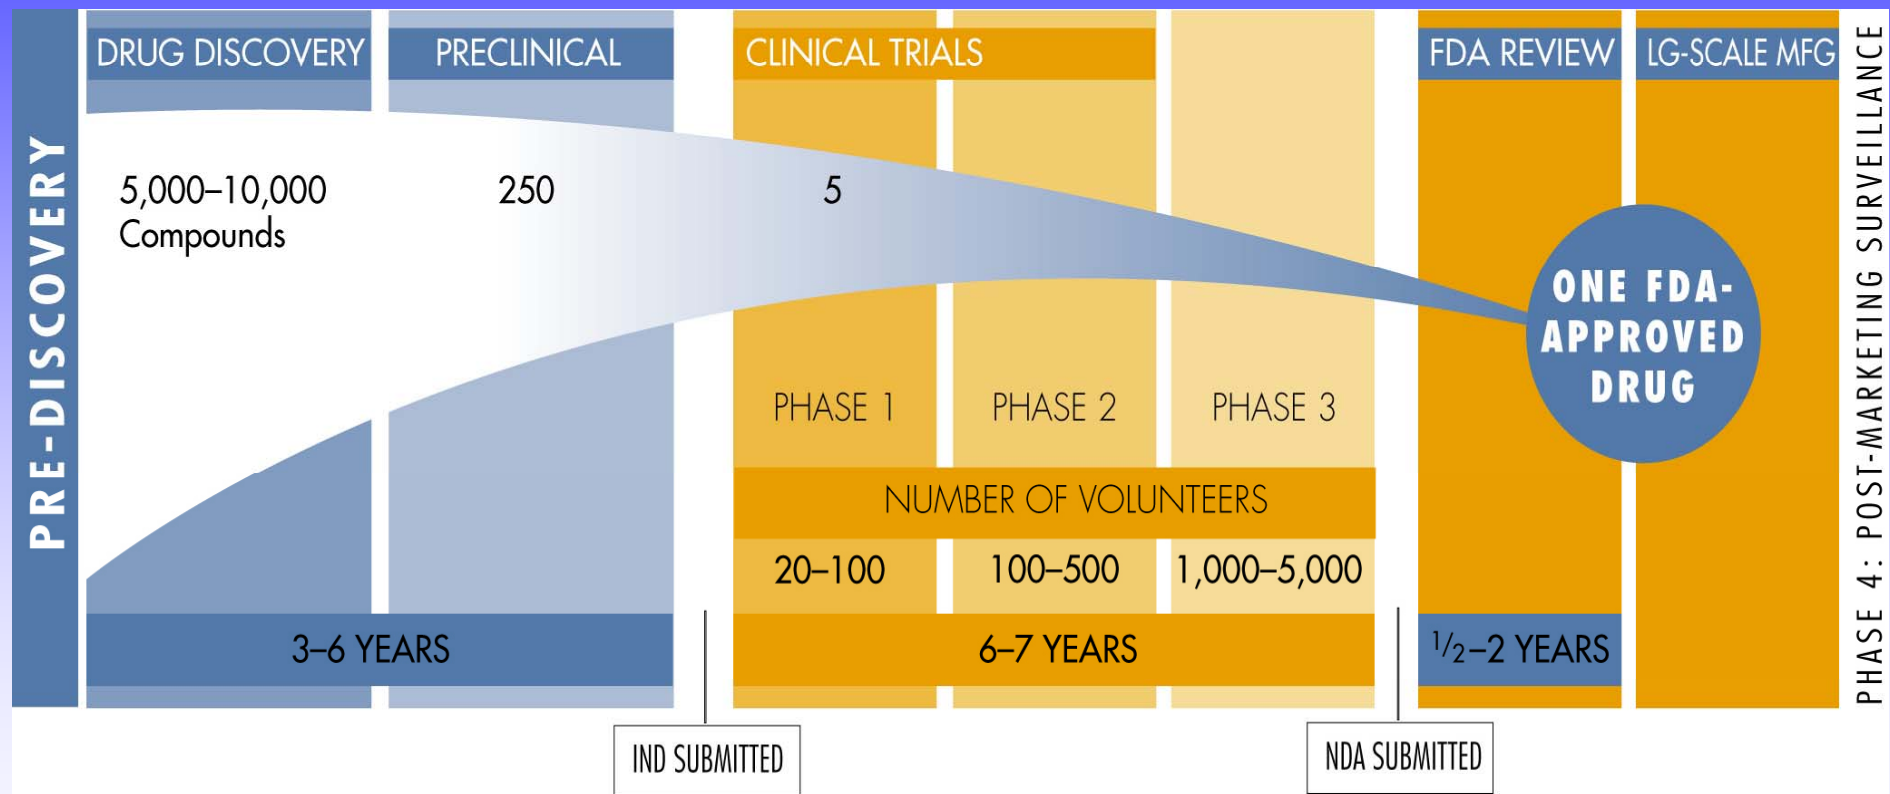 PRE-DISCOVERY
DRUG DISCOVERY
PRECLINICAL
CLINICAL TRIALS
FDA REVIEW
LG-SCALE MFG
5,000–10,000
Compounds
250
5
ONE FDA-
APPROVED
DRUG
PHASE 1
PHASE 2
PHASE 3
NUMBER OF VOLUNTEERS
20–100
100–500
1,000–5,000
3–6 YEARS
6–7 YEARS
1/2–2 YEARS
IND SUBMITTED
NDA SUBMITTED
PHASE 4: POST-MARKETING SURVEILLANCE